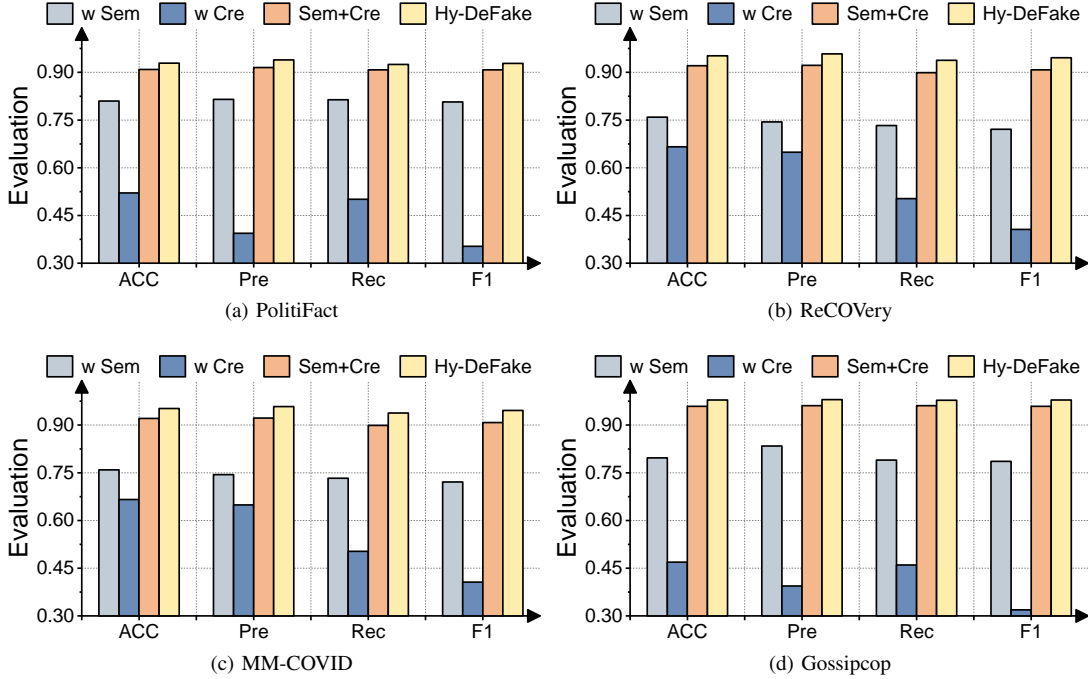 w Sem w Cre Sem+Cre Hy-DeFake
Evaluation
0.90
0.75
0.60
0.45
0.30
ACC Pre Rec F1
(a) PolitiFact
w Sem w Cre Sem+Cre Hy-DeFake
Evaluation
0.90
0.75
0.60
0.45
0.30
ACC Pre Rec F1
(b) ReCOVery
w Sem w Cre Sem+Cre Hy-DeFake
Evaluation
0.90
0.75
0.60
0.45
0.30
ACC Pre Rec F1
(c) MM-COVID
w Sem w Cre Sem+Cre Hy-DeFake
Evaluation
0.90
0.75
0.60
0.45
0.30
ACC Pre Rec F1
(d) Gossipcop